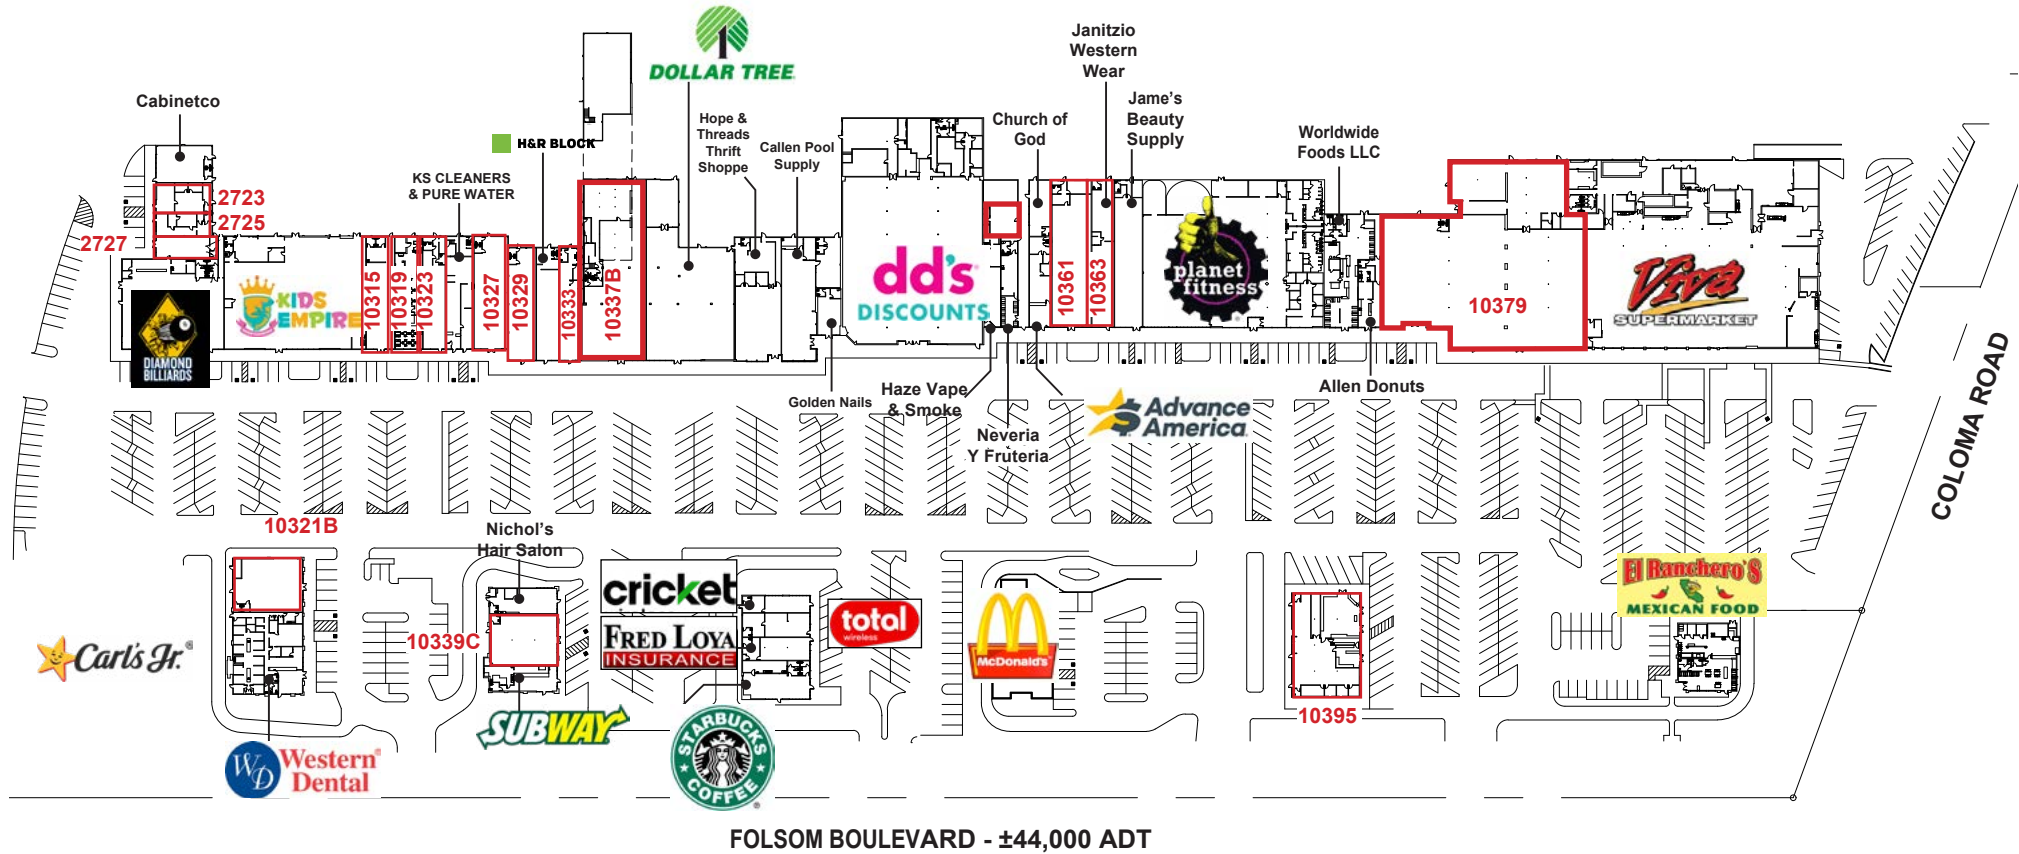 DOLLAR TREE
Janitzio
Western
Wear
Cabinetco
Hope &
Threads
Thrift
Shoppe
Callen Pool
Supply
H&R BLOCK
KS CLEANERS
& PURE WATER
Church of
God
Jame's
Beauty
Supply
Worldwide
Foods LLC
2723
2725
2727
KIDS
EMPIRE
DIAMOND
BILLIARDS
10315
10319
10323
10327
10329
10333
10337B
dd's
DISCOUNTS
10361
10363
planet
fitness
10379
Viva
SUPERMARKET
Golden Nails
Haze Vape
& Smoke
Neveria
Y Fruteria
Advance
America
Allen Donuts
COLOMA ROAD
10321B
Nichol's
Hair Salon
10339C
Carl's Jr.
cricket
wireless
FRED LOYA
INSURANCE
total
wireless
McDonald's
El Ranchero's
MEXICAN FOOD
10395
WD Western
Dental
SUBWAY
STARBUCKS
COFFEE
FOLSOM BOULEVARD - ±44,000 ADT